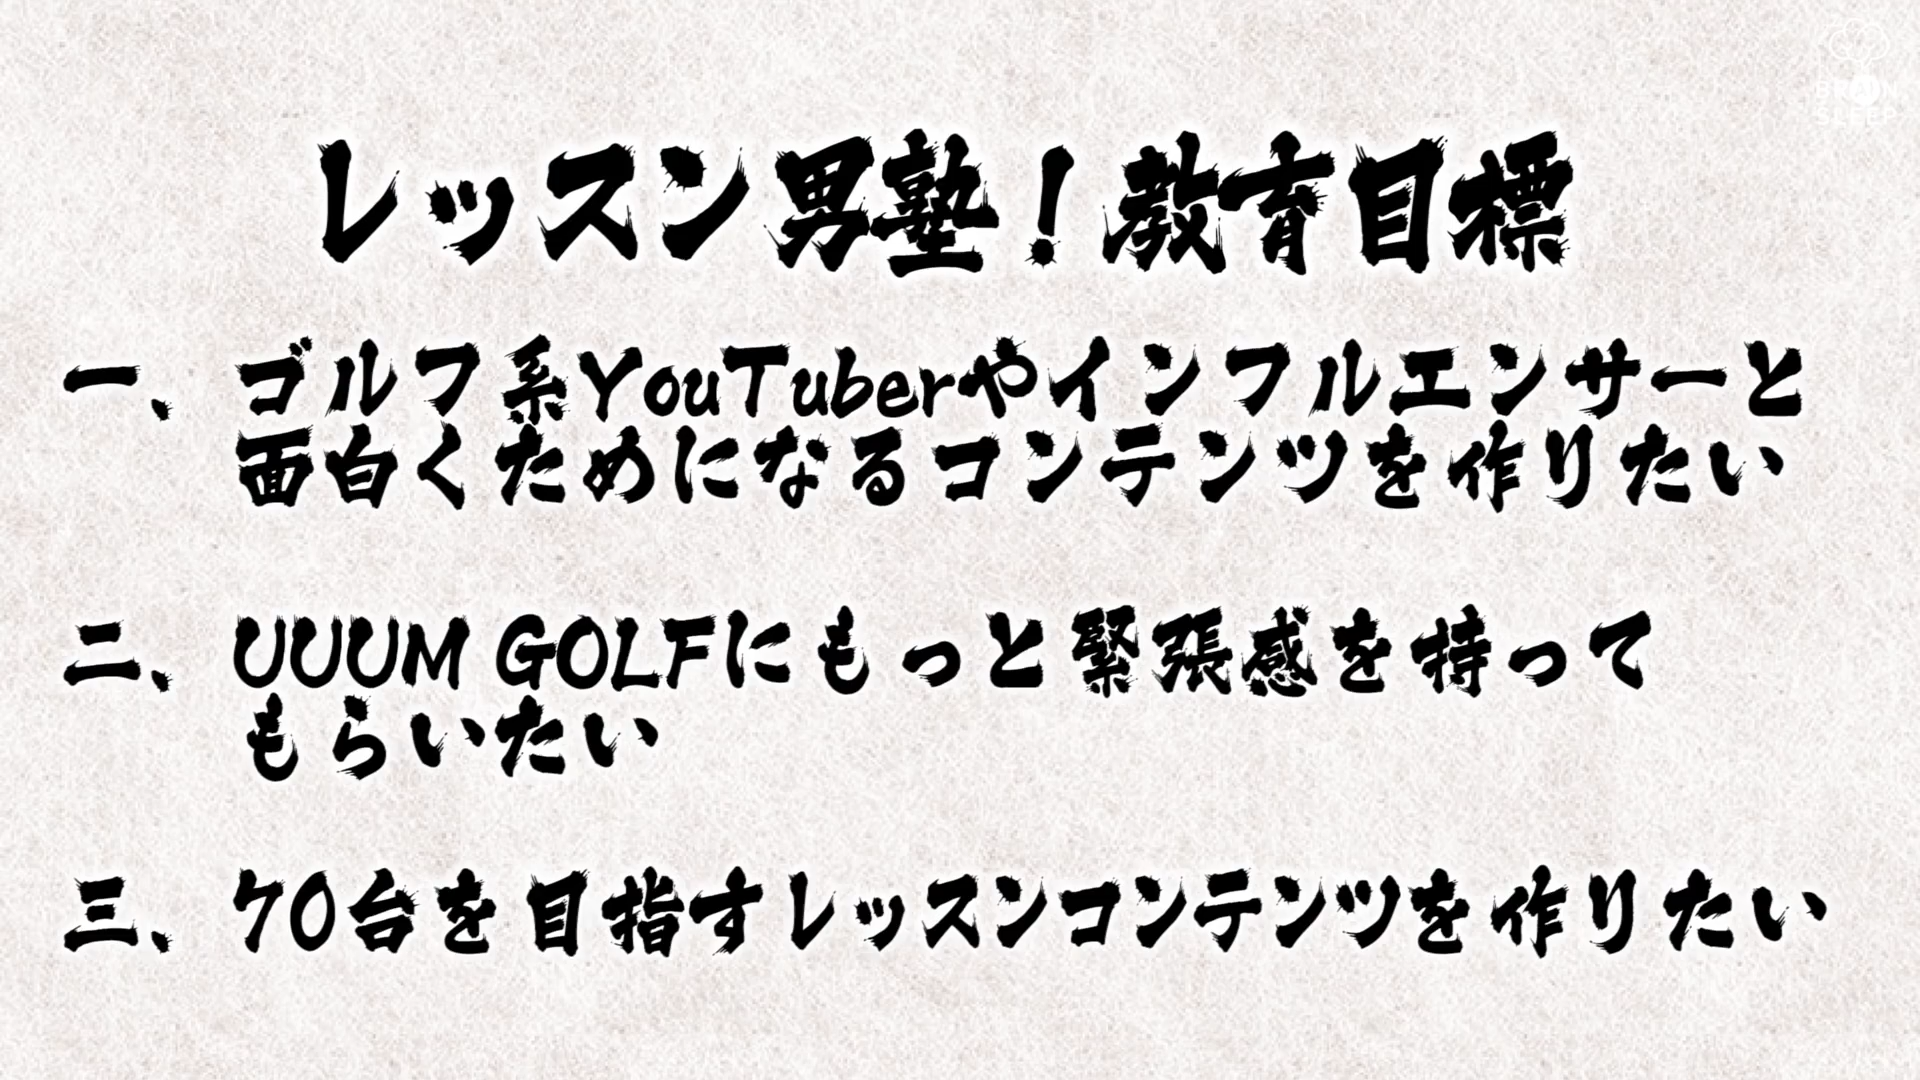 BRAIN
SLEEP
レッスン男塾!教育目標
一、ゴルフ系YouTuberやインフルエンサーと
面白くためになるコンテンツを作りたい
二、UUUM GOLFにもっと緊張感を持って
もらいたい
三、70台を目指すレッスンコンテンツを作りたい